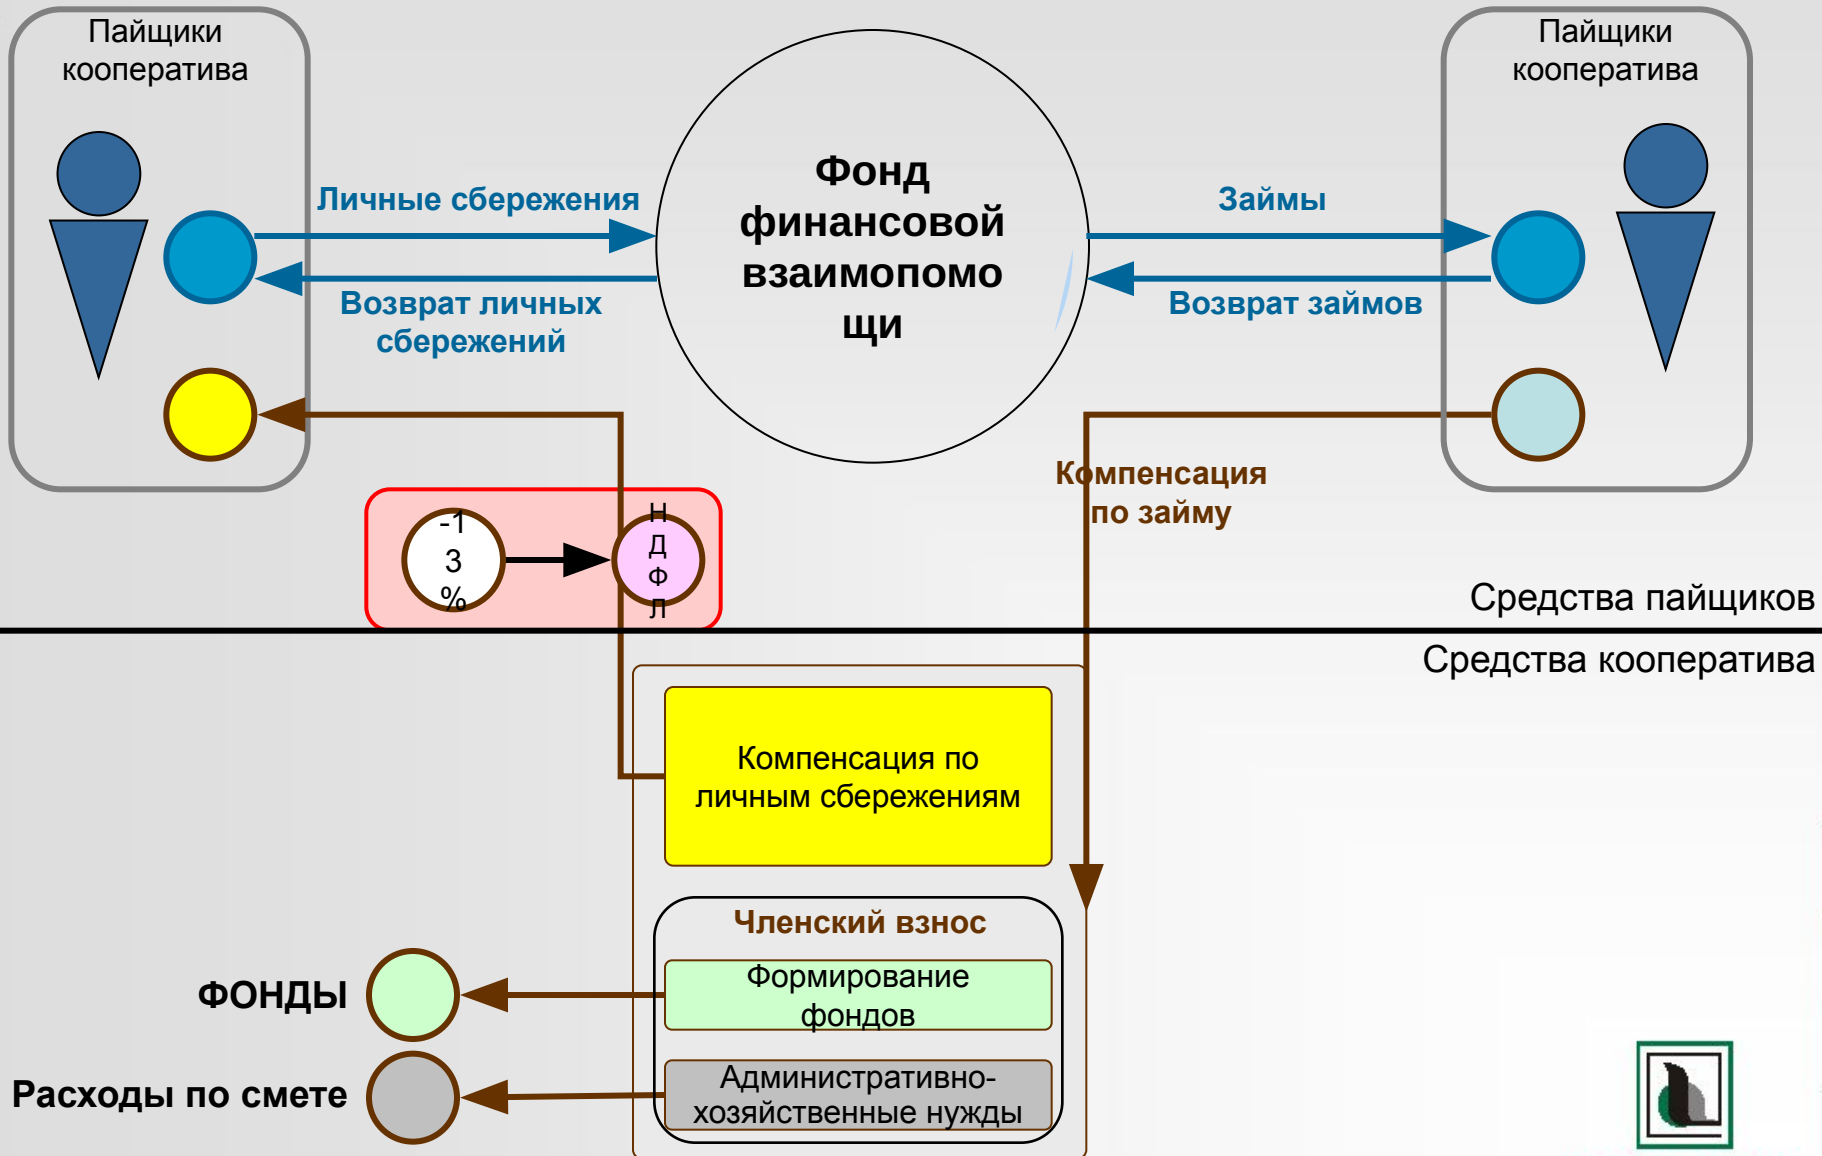 Пайщики
кооператива
Пайщики
кооператива
Фонд
финансовой
взаимопомо
щи
Личные сбережения
Займы
Возврат личных
сбережений
Возврат займов
Компенсация
по займу
-1
3
%
Н
Д
Ф
Л
Средства пайщиков
Средства кооператива
Компенсация по
личным сбережениям
Членский взнос
Формирование
фондов
ФОНДЫ
Административно-
хозяйственные нужды
Расходы по смете